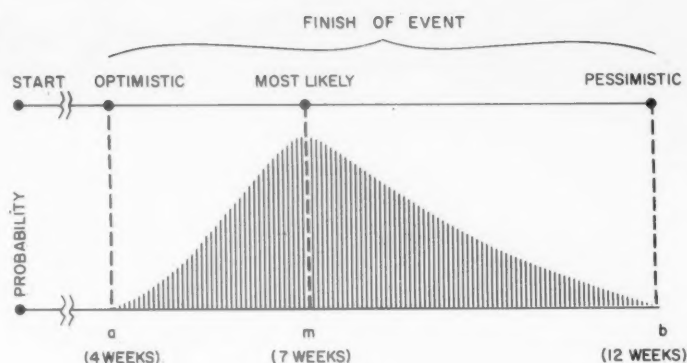 FINISH OF EVENT
START OPTIMISTIC MOST LIKELY PESSIMISTIC
PROBABILITY
a m b
(4 WEEKS) (7 WEEKS) (12 WEEKS)